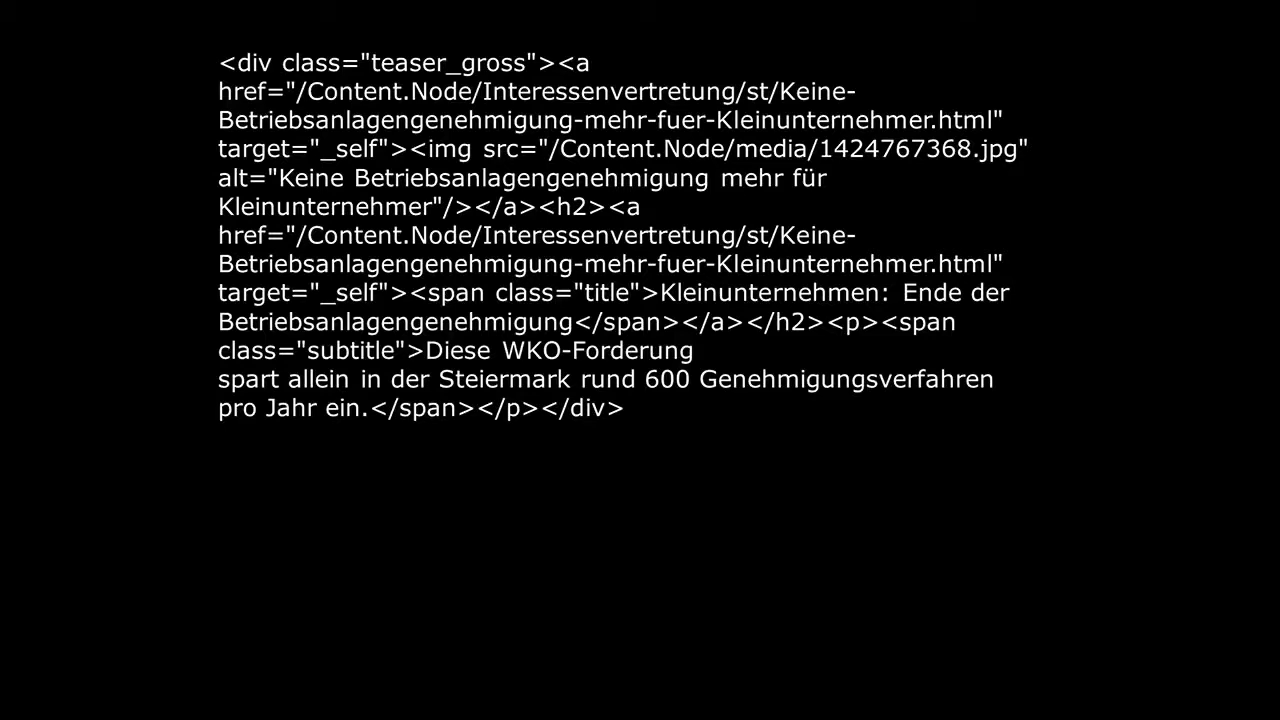 <div class="teaser_gross"><a
href="/Content.Node/Interessenvertretung/st/Keine-
Betriebsanlagengenehmigung-mehr-fuer-Kleinunternehmer.html"
target="_self"><img src="/Content.Node/media/1424767368.jpg"
alt="Keine Betriebsanlagengenehmigung mehr für
Kleinunternehmer"/></a><h2><a
href="/Content.Node/Interessenvertretung/st/Keine-
Betriebsanlagengenehmigung-mehr-fuer-Kleinunternehmer.html"
target="_self"><span class="title">Kleinunternehmen: Ende der
Betriebsanlagengenehmigung</span></a></h2><p><span
class="subtitle">Diese WKO-Forderung
spart allein in der Steiermark rund 600 Genehmigungsverfahren
pro Jahr ein.</span></p></div>